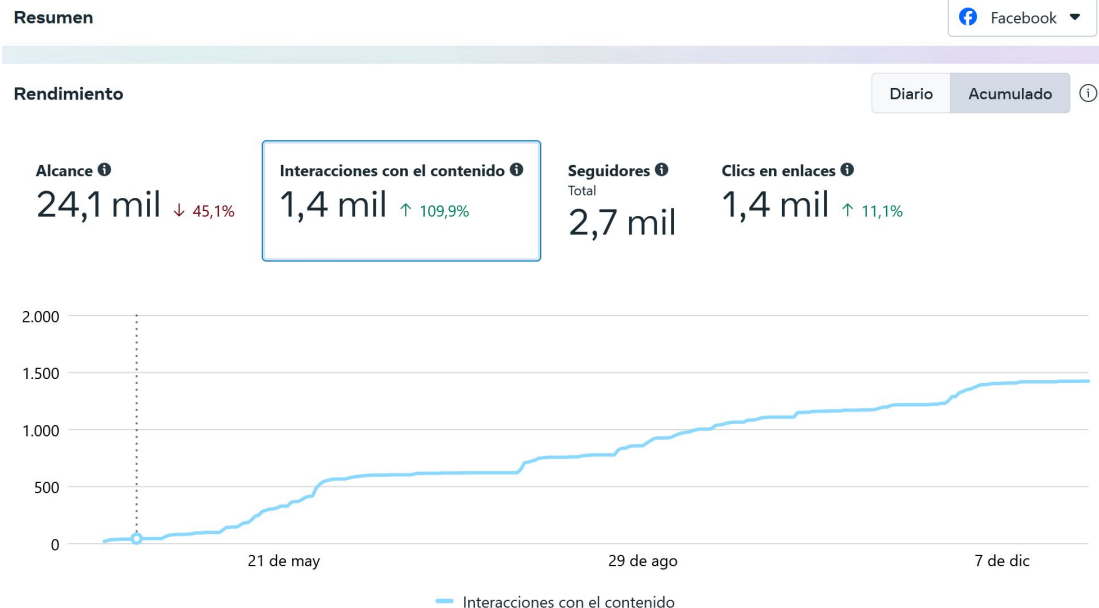 Resumen
Facebook
Rendimiento
Diario Acumulado
Alcance
24,1 mil ↓ 45,1%
Interacciones con el contenido
1,4 mil ↑ 109,9%
Seguidores
Total
2,7 mil
Clics en enlaces
1,4 mil ↑ 11,1%
2.000
1.500
1.000
500
0
21 de may 29 de ago 7 de dic
Interacciones con el contenido